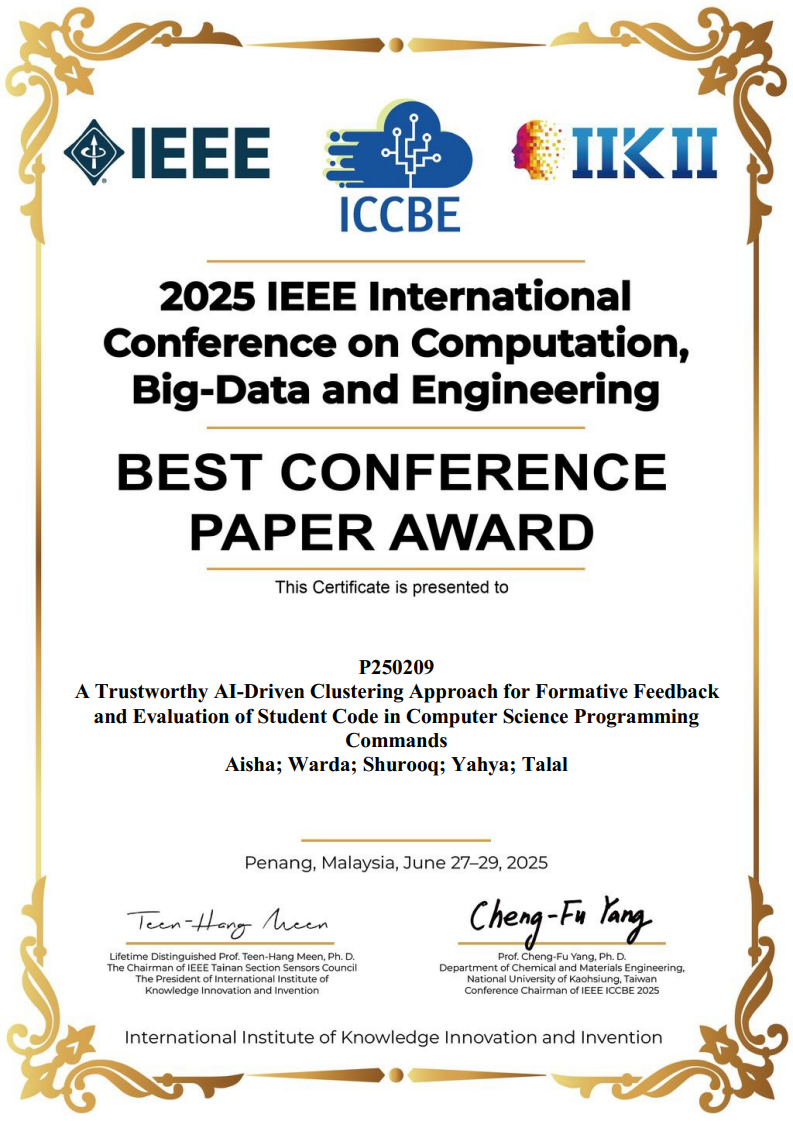 IEEE
ICCBE
IIKII
2025 IEEE International
Conference on Computation,
Big-Data and Engineering
BEST CONFERENCE
PAPER AWARD
This Certificate is presented to
P250209
A Trustworthy AI-Driven Clustering Approach for Formative Feedback
and Evaluation of Student Code in Computer Science Programming
Commands
Aisha; Warda; Shurooq; Yahya; Talal
Penang, Malaysia, June 27–29, 2025
Teen-Hang Meen
Lifetime Distinguished Prof. Teen-Hang Meen, Ph. D.
The Chairman of IEEE Tainan Section Sensors Council
The President of International Institute of
Knowledge Innovation and Invention
Cheng-Fu Yang
Prof. Cheng-Fu Yang, Ph. D.
Department of Chemical and Materials Engineering,
National University of Kaohsiung, Taiwan
Conference Chairman of IEEE ICCBE 2025
International Institute of Knowledge Innovation and Invention